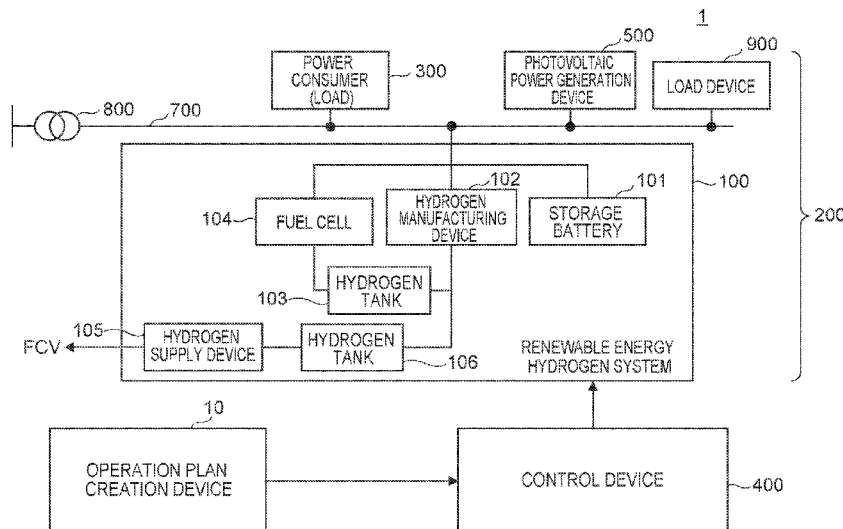 1
POWER
CONSUMER
(LOAD)
300
PHOTOVOLTAIC
POWER GENERATION
DEVICE
500
LOAD DEVICE
900
800
700
200
100
104
FUEL CELL
102
HYDROGEN
MANUFACTURING
DEVICE
101
STORAGE
BATTERY
103
HYDROGEN
TANK
105
FCV
HYDROGEN
SUPPLY DEVICE
HYDROGEN
TANK
106
RENEWABLE ENERGY
HYDROGEN SYSTEM
10
OPERATION PLAN
CREATION DEVICE
CONTROL DEVICE
400